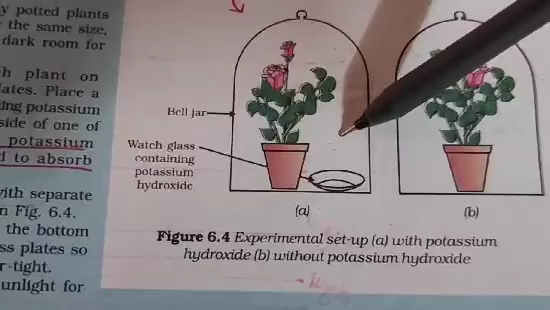 y potted plants
the same size,
dark room for
h plant on
lates. Place a
ing potassium
side of one of
potassium
d to absorb
vith separate
n Fig. 6.4.
the bottom
ss plates so
r-tight.
unlight for
Bell jar
Watch-glass
containing
potassium
hydroxide
(a)
(b)
Figure 6.4 Experimental set-up (a) with potassium
hydroxide (b) without potassium hydroxide